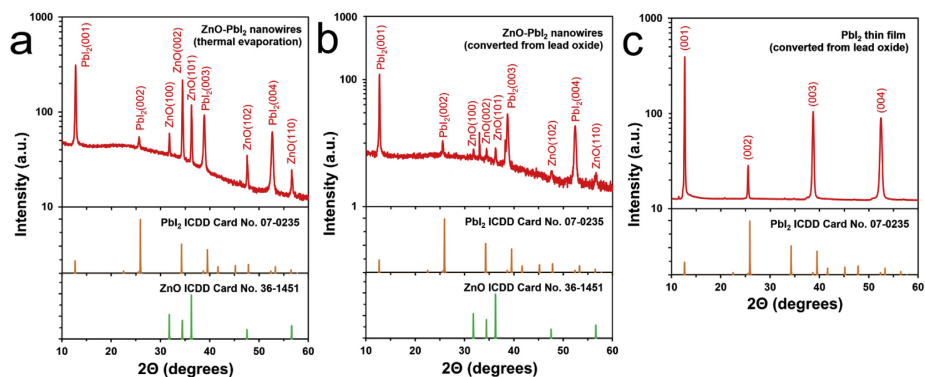 a
1000
100
10
Intensity (a.u.)
ZnO-PbI₂ nanowires
(thermal evaporation)
PbI₂(001)
PbI₂(002)
ZnO(100)
ZnO(002)
ZnO(101)
PbI₂(003)
ZnO(102)
PbI₂(004)
ZnO(110)
PbI₂ ICDD Card No. 07-0235
ZnO ICDD Card No. 36-1451
10 20 30 40 50 60
2Θ (degrees)
b
1000
100
1
Intensity (a.u.)
ZnO-PbI₂ nanowires
(converted from lead oxide)
PbI₂(001)
PbI₂(002)
ZnO(100)
ZnO(002)
ZnO(101)
PbI₂(003)
ZnO(102)
PbI₂(004)
ZnO(110)
PbI₂ ICDD Card No. 07-0235
ZnO ICDD Card No. 36-1451
10 20 30 40 50 60
2Θ (degrees)
c
1000
100
10
Intensity (a.u.)
PbI₂ thin film
(converted from lead oxide)
(001)
(002)
(003)
(004)
PbI₂ ICDD Card No. 07-0235
10 20 30 40 50 60
2Θ (degrees)